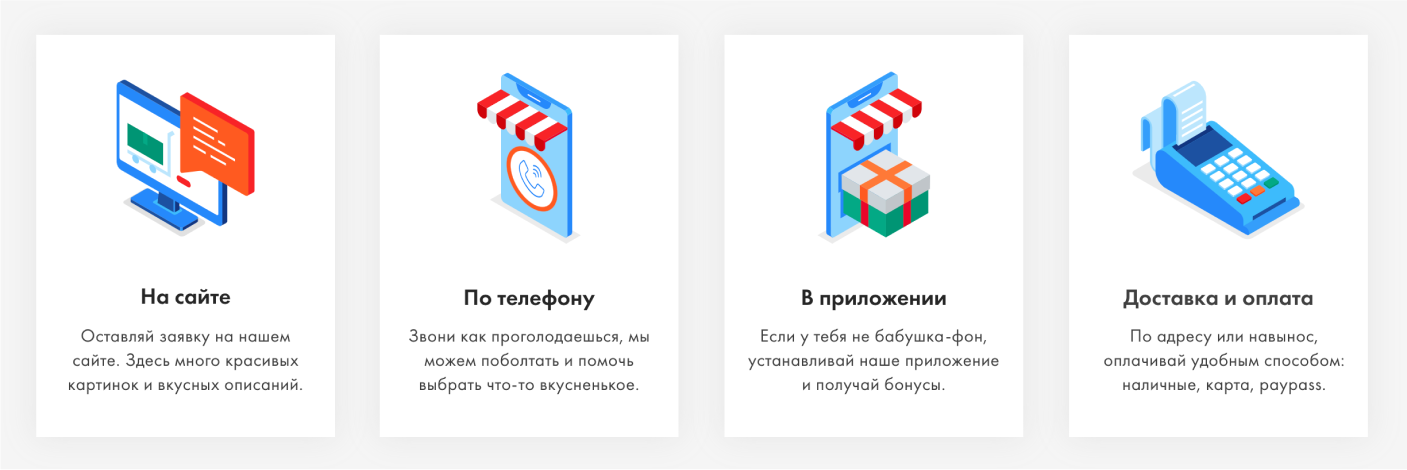 На сайте
Оставляй заявку на нашем
сайте. Здесь много красивых
картинок и вкусных описаний.
По телефону
Звони как проголодаешься, мы
можем поболтать и помочь
выбрать что-то вкусненькое.
В приложении
Если у тебя не бабушка-фон,
устанавливай наше приложение
и получай бонусы.
Доставка и оплата
По адресу или навынос,
оплачивай удобным способом:
наличные, карта, paypass.